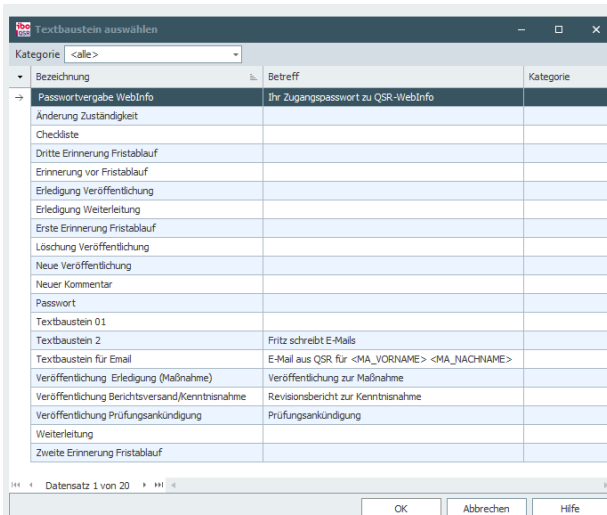 ibo QSR Textbaustein auswählen
Kategorie <alle>
Bezeichnung Betreff Kategorie
Passwortvergabe WebInfo Ihr Zugangspasswort zu QSR-WebInfo
Änderung Zuständigkeit
Checkliste
Dritte Erinnerung Fristablauf
Erinnerung vor Fristablauf
Erledigung Veröffentlichung
Erledigung Weiterleitung
Erste Erinnerung Fristablauf
Löschung Veröffentlichung
Neue Veröffentlichung
Neuer Kommentar
Passwort
Textbaustein 01
Textbaustein 2 Fritz schreibt E-Mails
Textbaustein für Email E-Mail aus QSR für <MA_VORNAME> <MA_NACHNAME>
Veröffentlichung Erledigung (Maßnahme) Veröffentlichung zur Maßnahme
Veröffentlichung Berichtsversand/Kenntnisnahme Revisionsbericht zur Kenntnisnahme
Veröffentlichung Prüfungsankündigung Prüfungsankündigung
Weiterleitung
Zweite Erinnerung Fristablauf
Datensatz 1 von 20
OK Abbrechen Hilfe